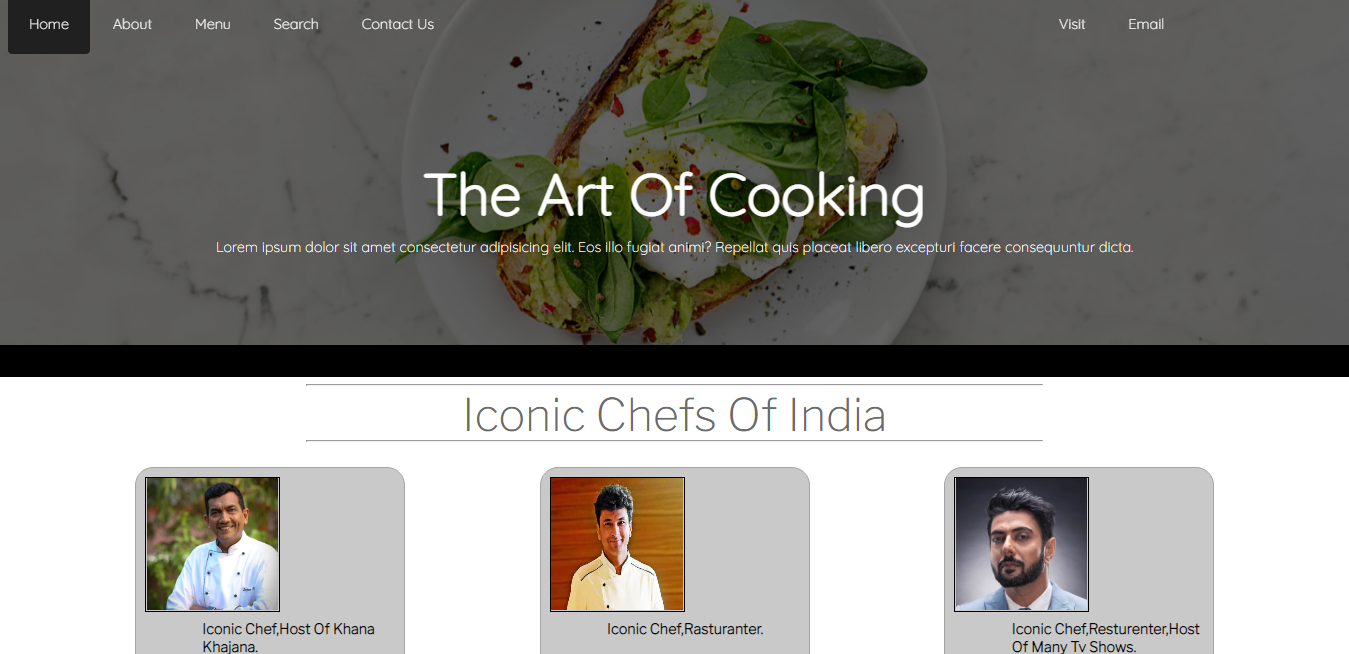 Home About Menu Search Contact Us Visit Email
The Art Of Cooking
Lorem ipsum dolor sit amet consectetur adipisicing elit. Eos illo fugiat animi? Repellat quis placeat libero excepturi facere consequuntur dicta.
Iconic Chefs Of India
Iconic Chef,Host Of Khana
Khajana.
Iconic Chef,Rasturanter.
Iconic Chef,Resturenter,Host
Of Many Tv Shows.